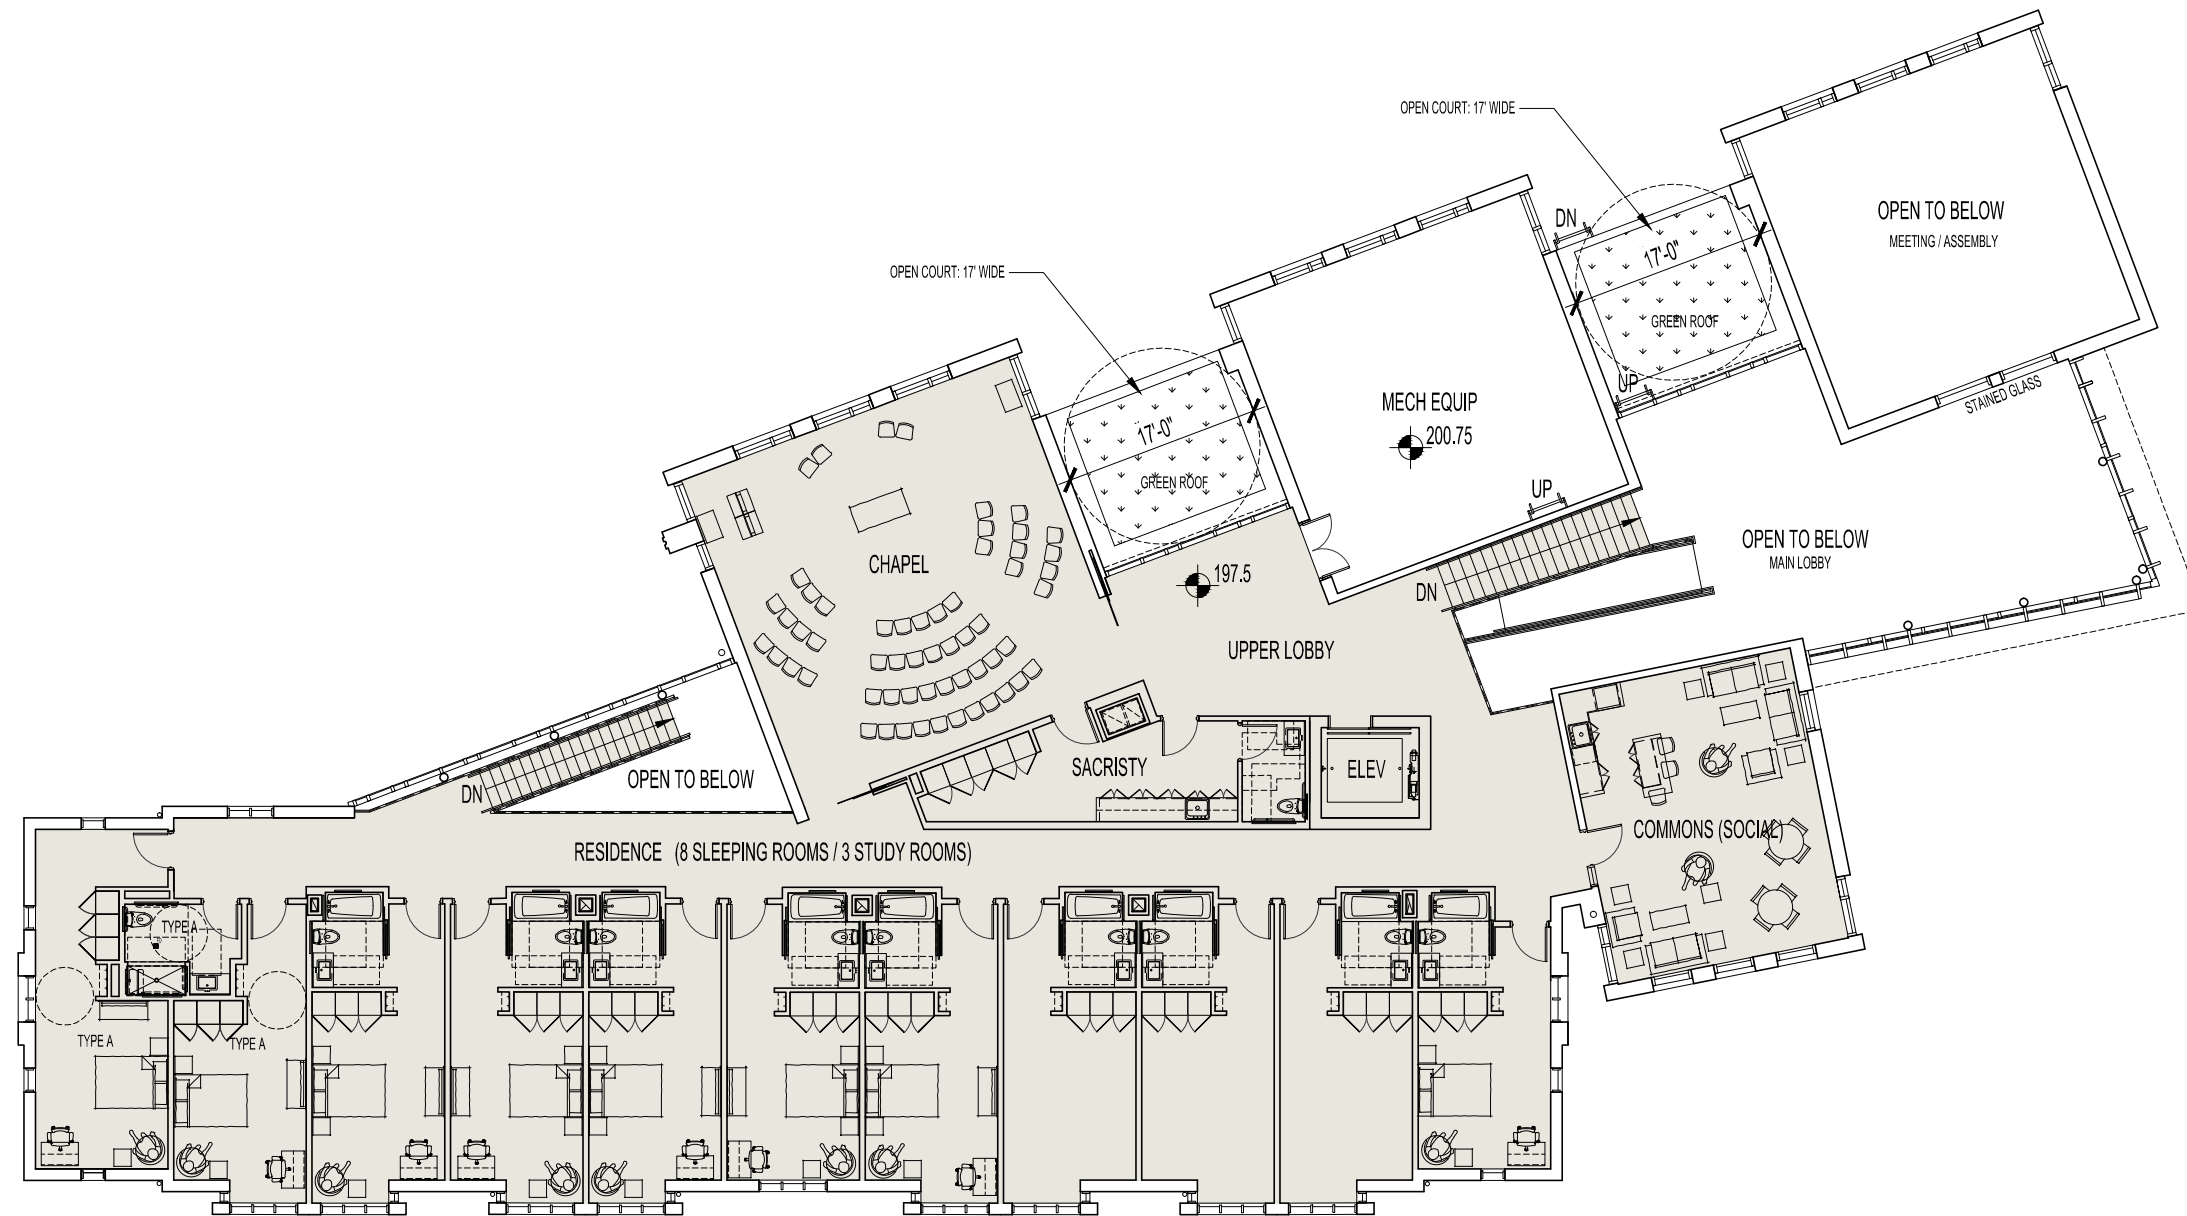 OPEN COURT: 17' WIDE
DN
17'-0"
GREEN ROOF
UP
OPEN TO BELOW
MEETING / ASSEMBLY
STAINED GLASS
OPEN COURT: 17' WIDE
17'-0"
GREEN ROOF
MECH EQUIP
200.75
UP
DN
OPEN TO BELOW
MAIN LOBBY
CHAPEL
197.5
UPPER LOBBY
SACRISTY
ELEV
DN
OPEN TO BELOW
COMMONS (SOCIAL)
RESIDENCE (8 SLEEPING ROOMS / 3 STUDY ROOMS)
TYPE A
TYPE A
TYPE A